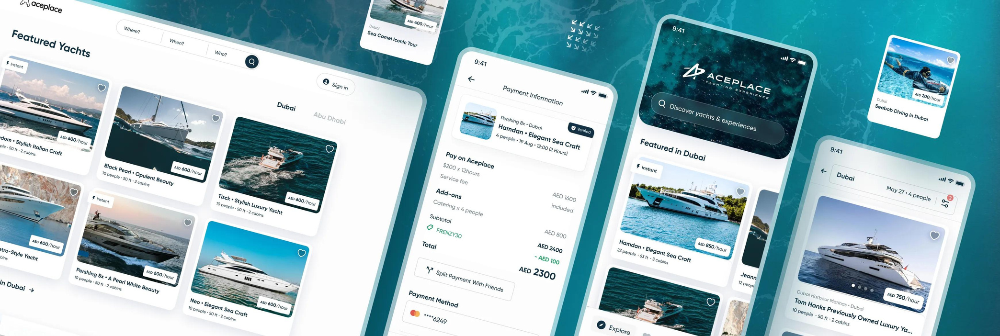 aceplace
Where?
When?
Who?
Sign in
Featured Yachts
Dubai
Abu Dhabi
Instant
AED 600/hour
dom • Stylish Italian Craft
ple • 50 ft • 2 cabins
AED 600/hour
Black Pearl • Opulent Beauty
10 people • 50 ft • 2 cabins
AED 600/hour
Tisck • Stylish Luxury Yacht
10 people • 50 ft • 2 cabins
AED 600/hour
etro-Style Yacht
bins
Instant
AED 600/hour
Pershing 5x • A Pearl White Beauty
10 people • 50 ft • 2 cabins
AED 600/hour
Neo • Elegant Sea Craft
10 people • 50 ft • 2 cabins
in Dubai →
AED 400/hour
Dubai
Sea Camel Iconic Tour
9:41
Payment Information
Pershing 8x • Dubai
Verified
Hamdan • Elegant Sea Craft
4 people • 19 Aug • 12:00 (2 Hours)
Pay on Aceplace
$200 x 12hours
AED 1600
Service fee
included
Add-ons
Catering x 4 people
AED 800
Subtotal
AED 2400
FRENZY30
- AED 100
Total
AED 2300
Split Payment With Friends
Payment Method
****6249
9:41
ACEPLACE
YACHTING EXPERIENCE
Discover yachts & experiences
Featured in Dubai
Instant
AED 850/hour
Hamdan • Elegant Sea Craft
23 people • 63 ft • 3 cabins
Jeann
12 peopl
Explore
AED 200/hour
Dubai
Seabob Diving in Dubai
9:41
Dubai
May 27 • 4 people
3
AED 750/hour
Dubai Harbour Marinas • Dubai
Tom Hanks Previously Owned Luxury Ya...
10 people • 50 ft • 2 cabins